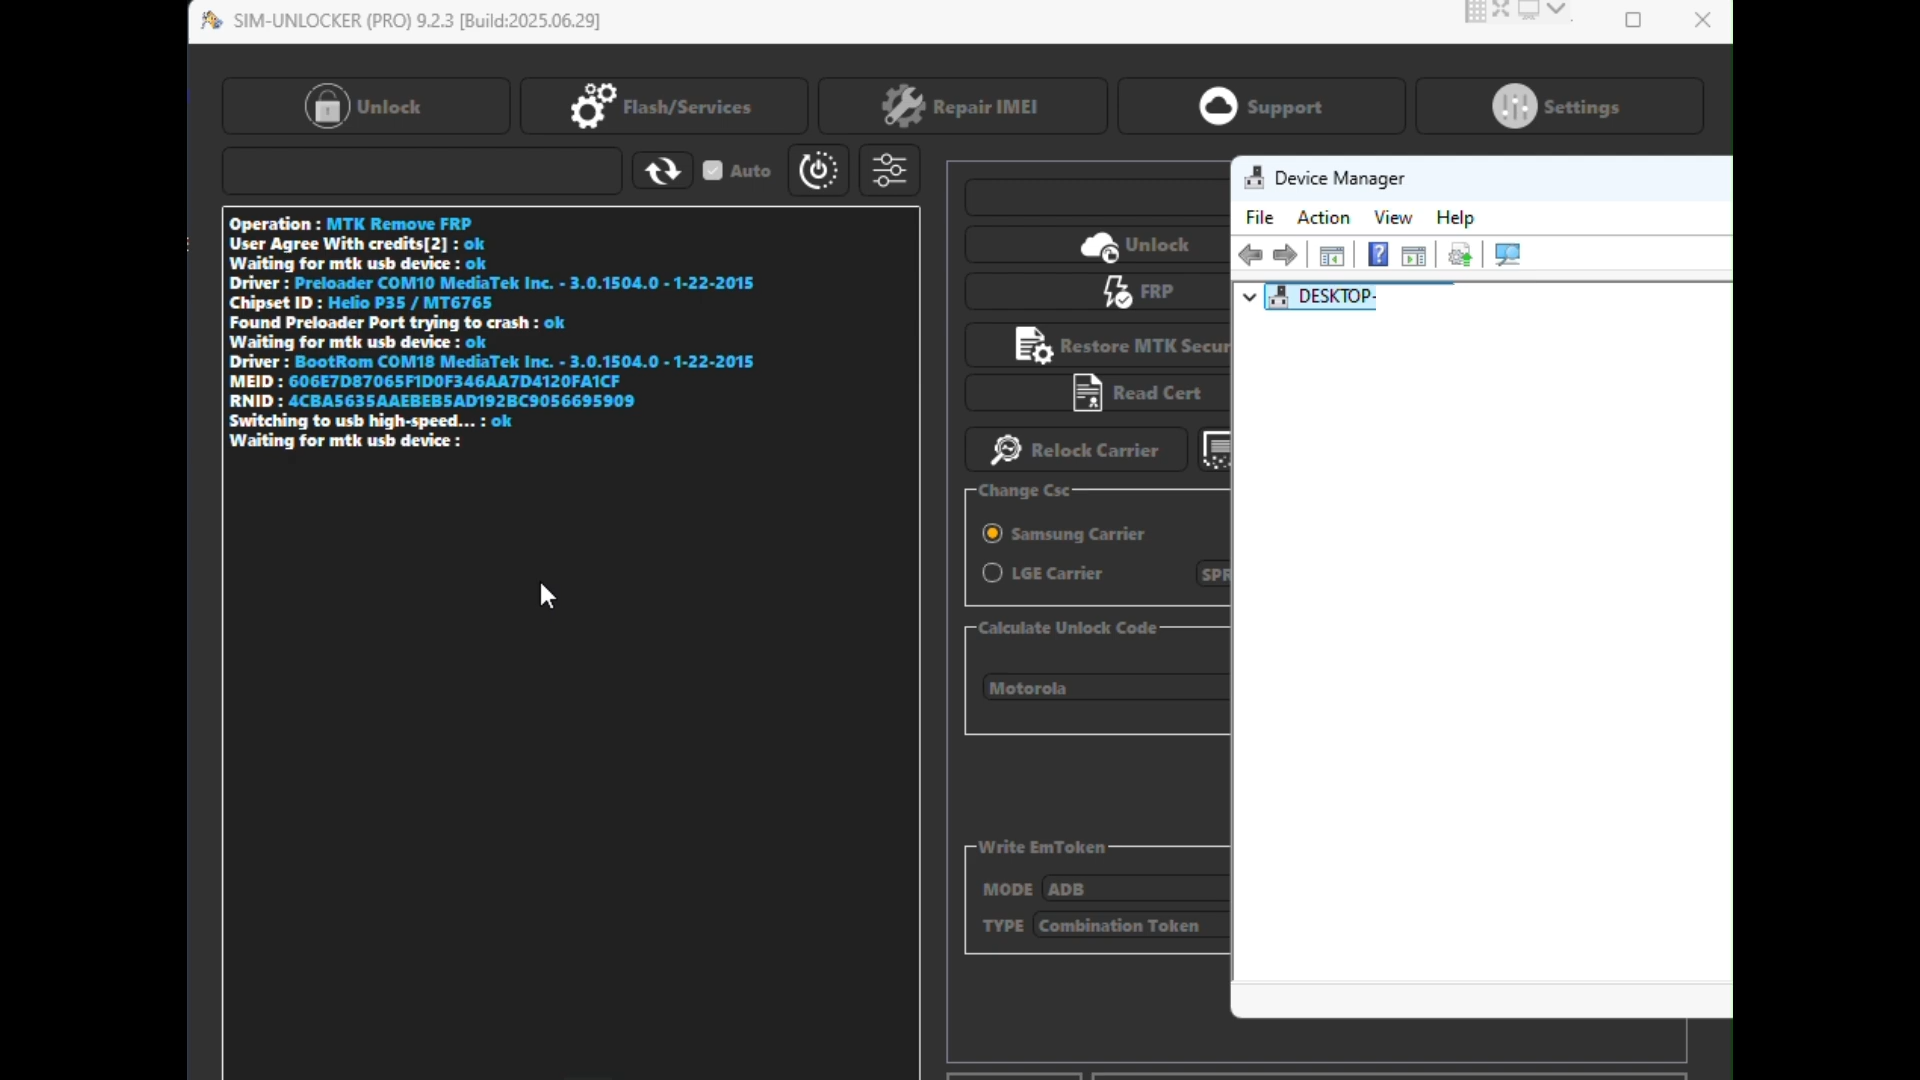 SIM-UNLOCKER (PRO) 9.2.3 [Build:2025.06.29]
Unlock
Flash/Services
Repair IMEI
Support
Settings
Auto
Operation : MTK Remove FRP
User Agree With credits[2] : ok
Waiting for mtk usb device : ok
Driver : Preloader COM10 MediaTek Inc. - 3.0.1504.0 - 1-22-2015
Chipset ID : Helio P35 / MT6765
Found Preloader Port trying to crash : ok
Waiting for mtk usb device : ok
Driver : BootRom COM18 MediaTek Inc. - 3.0.1504.0 - 1-22-2015
MEID : 606E7D87065F1D0F346AA7D4120FA1CF
RNID : 4CBA5635AAEBEB5AD192BC9056695909
Switching to usb high-speed... : ok
Waiting for mtk usb device :
Unlock
FRP
Restore MTK Secur
Read Cert
Relock Carrier
Change Csc
Samsung Carrier
LGE Carrier
SPR
Calculate Unlock Code
Motorola
Write EmToken
MODE ADB
TYPE Combination Token
Device Manager
File Action View Help
DESKTOP-